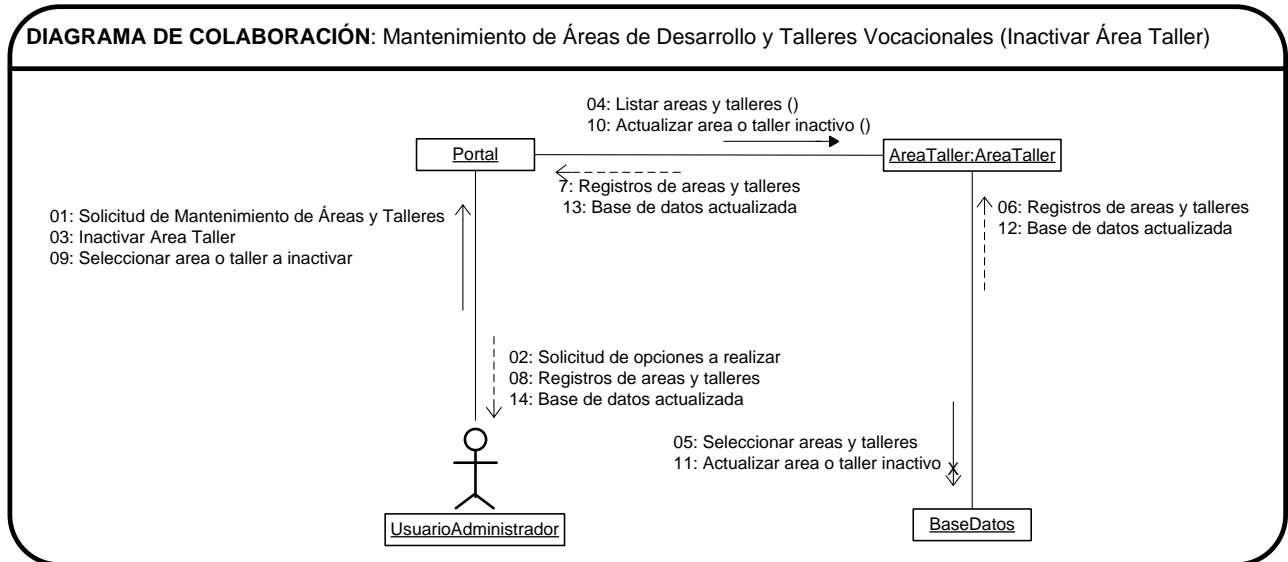 DIAGRAMA DE COLABORACIÓN: Mantenimiento de Áreas de Desarrollo y Talleres Vocacionales (Inactivar Área Taller)
04: Listar areas y talleres ()
10: Actualizar area o taller inactivo ()
Portal
AreaTaller:AreaTaller
7: Registros de areas y talleres
13: Base de datos actualizada
01: Solicitud de Mantenimiento de Áreas y Talleres
03: Inactivar Area Taller
09: Seleccionar area o taller a inactivar
06: Registros de areas y talleres
12: Base de datos actualizada
02: Solicitud de opciones a realizar
08: Registros de areas y talleres
14: Base de datos actualizada
05: Seleccionar areas y talleres
11: Actualizar area o taller inactivo
X
UsuarioAdministrador
BaseDatos